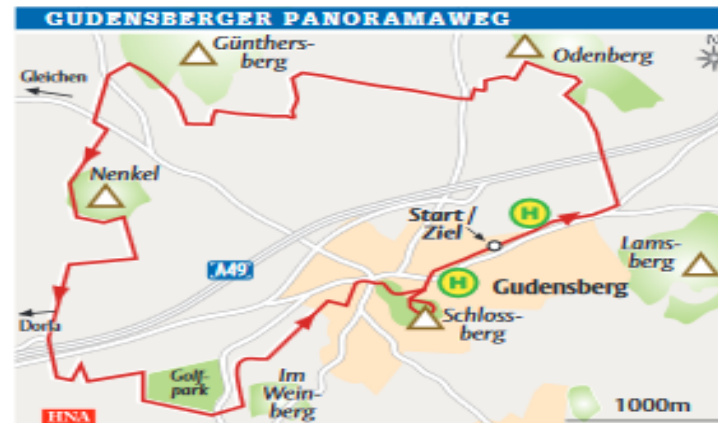 GUDENSBERGER PANORAMAWEG
Günthers-
berg
Odenberg
N
Gleichen
Nenkel
Start /
Ziel
H
Lams-
berg
A49
H
Gudensberg
Schloss-
berg
Dorla
Golf-
park
Im
Wein-
berg
1000m
HNA